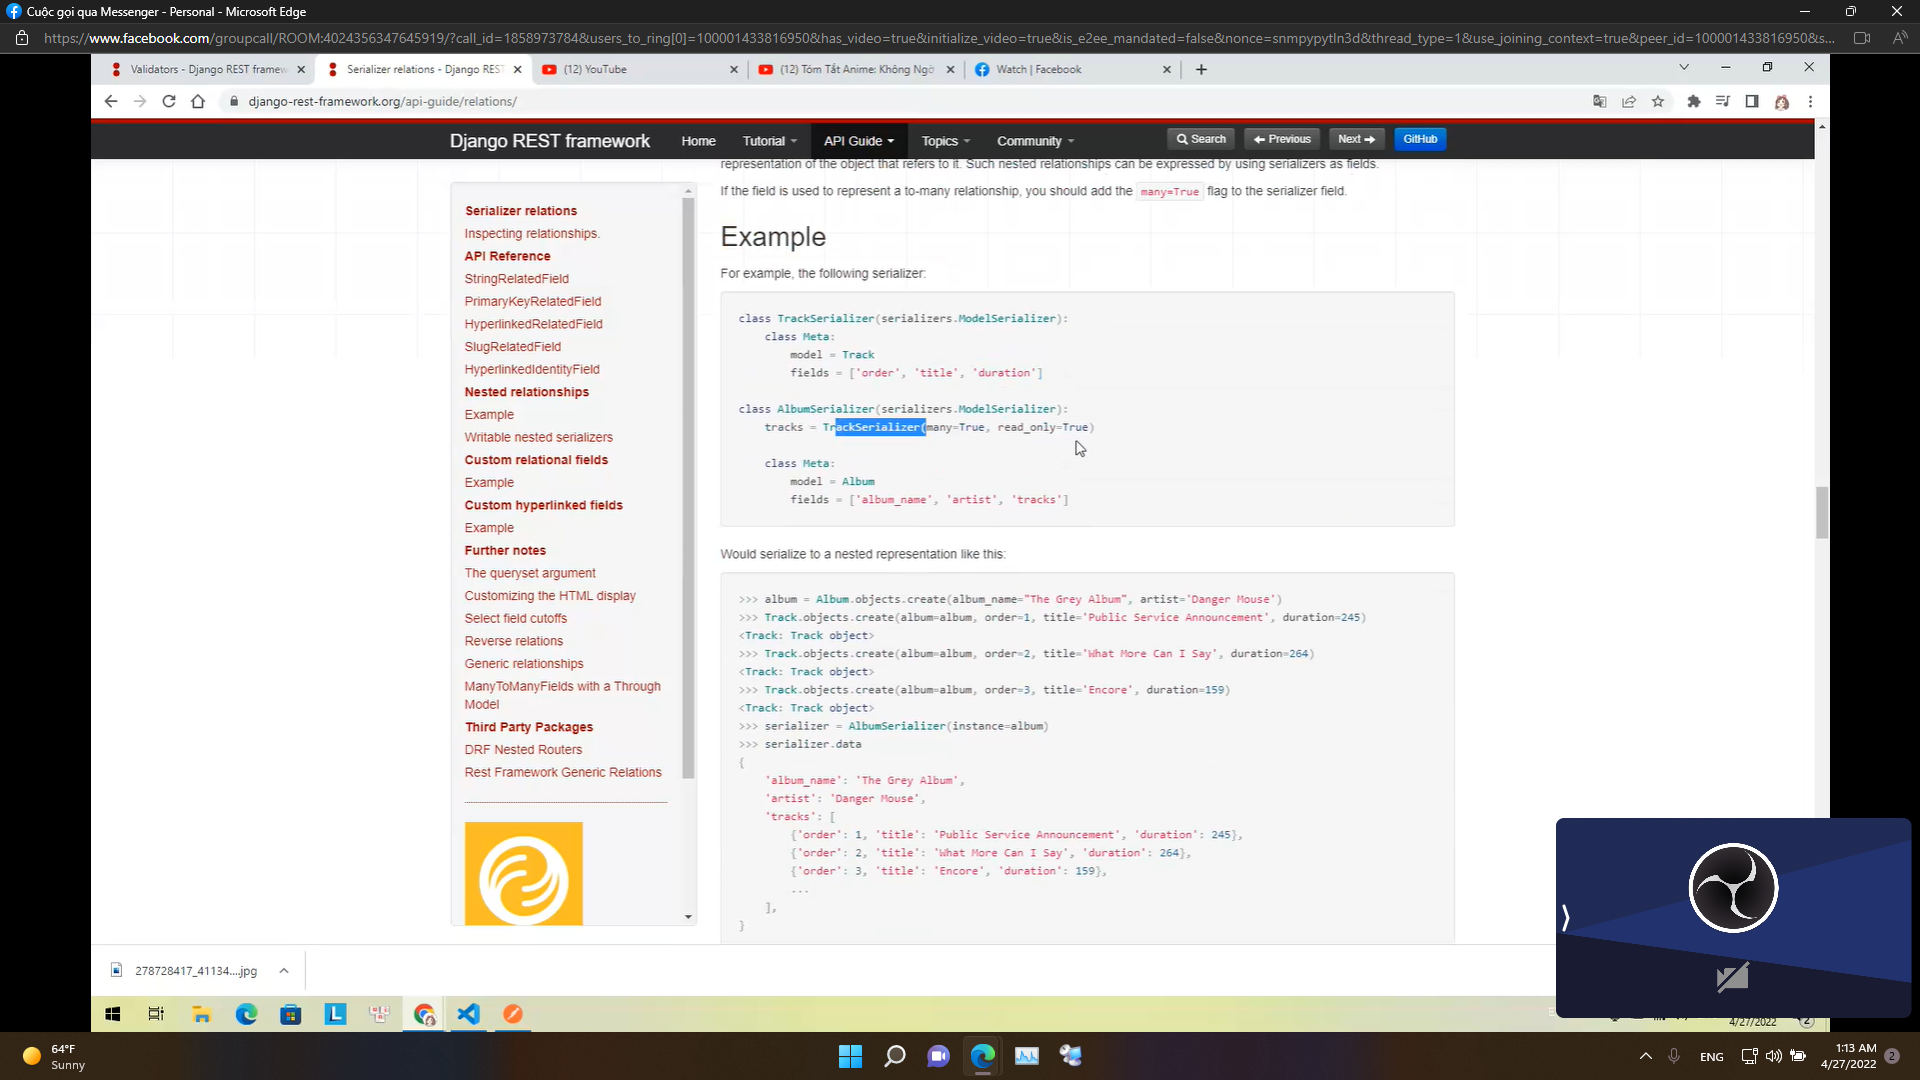 Cuộc gọi qua Messenger - Personal - Microsoft Edge
https://www.facebook.com/groupcall/ROOM:4024356347645919/?call_id=1858973784&users_to_ring[0]=100001433816950&has_video=true&initialize_video=true&is_e2ee_mandated=false&nonce=snmpypytln3d&thread_type=1&use_joining_context=true&peer_id=100001433816950&s...
Validators - Django REST framew
Serializer relations - Django REST
(12) YouTube
(12) Tóm Tắt Anime: Không Ngờ
Watch | Facebook
django-rest-framework.org/api-guide/relations/
Django REST framework
Home
Tutorial
API Guide
Topics
Community
Search
Previous
Next
GitHub
representation of the object that refers to it. Such nested relationships can be expressed by using serializers as fields.
If the field is used to represent a to-many relationship, you should add the many=True flag to the serializer field.
Serializer relations
Inspecting relationships.
API Reference
StringRelatedField
PrimaryKeyRelatedField
HyperlinkedRelatedField
SlugRelatedField
HyperlinkedIdentityField
Nested relationships
Example
Writable nested serializers
Custom relational fields
Example
Custom hyperlinked fields
Example
Further notes
The queryset argument
Customizing the HTML display
Select field cutoffs
Reverse relations
Generic relationships
ManyToManyFields with a Through
Model
Third Party Packages
DRF Nested Routers
Rest Framework Generic Relations
Example
For example, the following serializer:
class TrackSerializer(serializers.ModelSerializer):
class Meta:
model = Track
fields = ['order', 'title', 'duration']
class AlbumSerializer(serializers.ModelSerializer):
tracks = TrackSerializer(many=True, read_only=True)
class Meta:
model = Album
fields = ['album_name', 'artist', 'tracks']
Would serialize to a nested representation like this:
>>> album = Album.objects.create(album_name="The Grey Album", artist='Danger Mouse')
>>> Track.objects.create(album=album, order=1, title='Public Service Announcement', duration=245)
<Track: Track object>
>>> Track.objects.create(album=album, order=2, title='What More Can I Say', duration=264)
<Track: Track object>
>>> Track.objects.create(album=album, order=3, title='Encore', duration=159)
<Track: Track object>
>>> serializer = AlbumSerializer(instance=album)
>>> serializer.data
{
'album_name': 'The Grey Album',
'artist': 'Danger Mouse',
'tracks': [
{'order': 1, 'title': 'Public Service Announcement', 'duration': 245},
{'order': 2, 'title': 'What More Can I Say', 'duration': 264},
{'order': 3, 'title': 'Encore', 'duration': 159},
...
],
}
278728417_41134....jpg
4/27/2022
2
64°F
Sunny
ENG
1:13 AM
4/27/2022
2